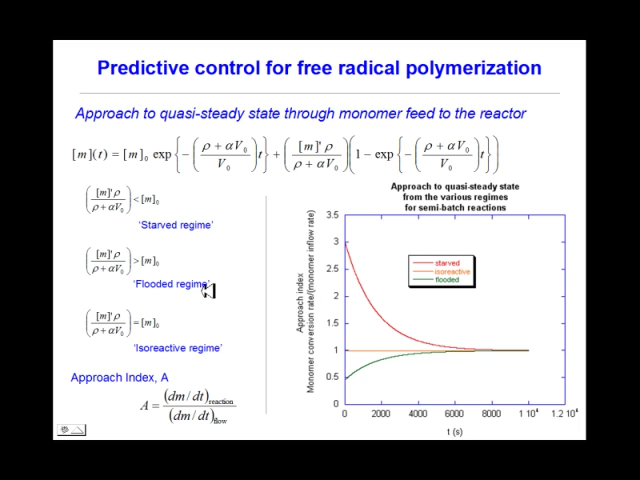 Predictive control for free radical polymerization
Approach to quasi-steady state through monomer feed to the reactor
[m](t) = [m]₀ exp{−((ρ + αV₀)/V₀)t} + ([m]' ρ/(ρ + αV₀))(1 − exp{−((ρ + αV₀)/V₀)t})
([m]' ρ/(ρ + αV₀)) < [m]₀
'Starved regime'
([m]' ρ/(ρ + αV₀)) > [m]₀
'Flooded regime'
([m]' ρ/(ρ + αV₀)) = [m]₀
'Isoreactive regime'
Approach Index, A
A = (dm/dt)reaction / (dm/dt)flow
Approach to quasi-steady state
from the various regimes
for semi-batch reactions
Approach index
Monomer conversion rate/(monomer inflow rate)
3.5
3
2.5
2
1.5
1
0.5
0
starved
isoreactive
flooded
0 2000 4000 6000 8000 1 10⁴ 1.2 10⁴
t (s)